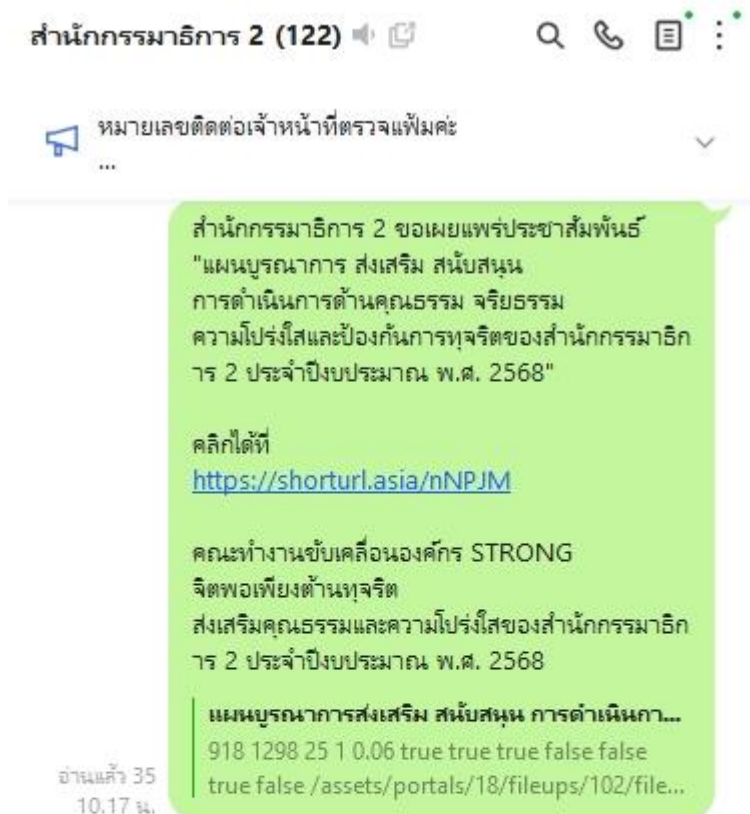 สำนักกรรมาธิการ 2 (122)
หมายเลขติดต่อเจ้าหน้าที่ตรวจแฟ้มค่ะ
...
สำนักกรรมาธิการ 2 ขอเผยแพร่ประชาสัมพันธ์
"แผนบูรณาการ ส่งเสริม สนับสนุน
การดำเนินการด้านคุณธรรม จริยธรรม
ความโปร่งใสและป้องกันการทุจริตของสำนักกรรมาธิก
าร 2 ประจำปีงบประมาณ พ.ศ. 2568"
คลิกได้ที่
https://shorturl.asia/nNPJM
คณะทำงานขับเคลื่อนองค์กร STRONG
จิตพอเพียงต้านทุจริต
ส่งเสริมคุณธรรมและความโปร่งใสของสำนักกรรมาธิก
าร 2 ประจำปีงบประมาณ พ.ศ. 2568
แผนบูรณาการส่งเสริม สนับสนุน การดำเนินกา...
918 1298 25 1 0.06 true true true false false
true false /assets/portals/18/fileups/102/file...
อ่านแล้ว 35
10.17 น.